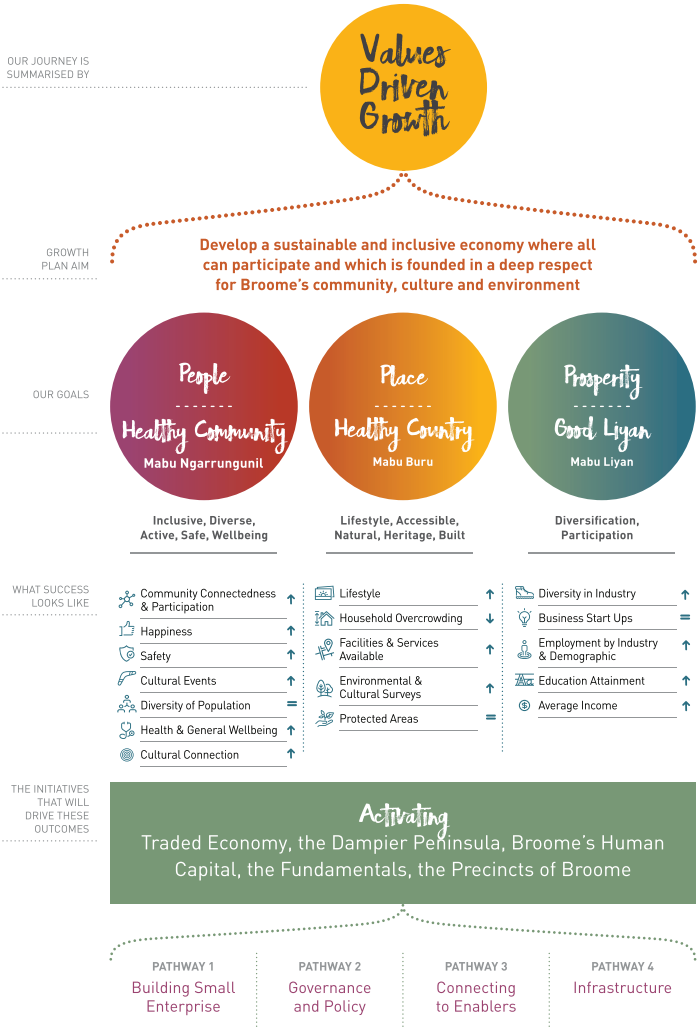 OUR JOURNEY IS
SUMMARISED BY
Values
Driven
Growth
GROWTH
PLAN AIM
Develop a sustainable and inclusive economy where all
can participate and which is founded in a deep respect
for Broome's community, culture and environment
OUR GOALS
People
Healthy Community
Mabu Ngarrungunil
Place
Healthy Country
Mabu Buru
Prosperity
Good Liyan
Mabu Liyan
Inclusive, Diverse,
Active, Safe, Wellbeing
Lifestyle, Accessible,
Natural, Heritage, Built
Diversification,
Participation
WHAT SUCCESS
LOOKS LIKE
Community Connectedness
& Participation
Happiness
Safety
Cultural Events
Diversity of Population
Health & General Wellbeing
Cultural Connection
Lifestyle
Household Overcrowding
Facilities & Services
Available
Environmental &
Cultural Surveys
Protected Areas
Diversity in Industry
Business Start Ups
Employment by Industry
& Demographic
Education Attainment
Average Income
THE INITIATIVES
THAT WILL
DRIVE THESE
OUTCOMES
Activating
Traded Economy, the Dampier Peninsula, Broome's Human
Capital, the Fundamentals, the Precincts of Broome
PATHWAY 1
Building Small
Enterprise
PATHWAY 2
Governance
and Policy
PATHWAY 3
Connecting
to Enablers
PATHWAY 4
Infrastructure